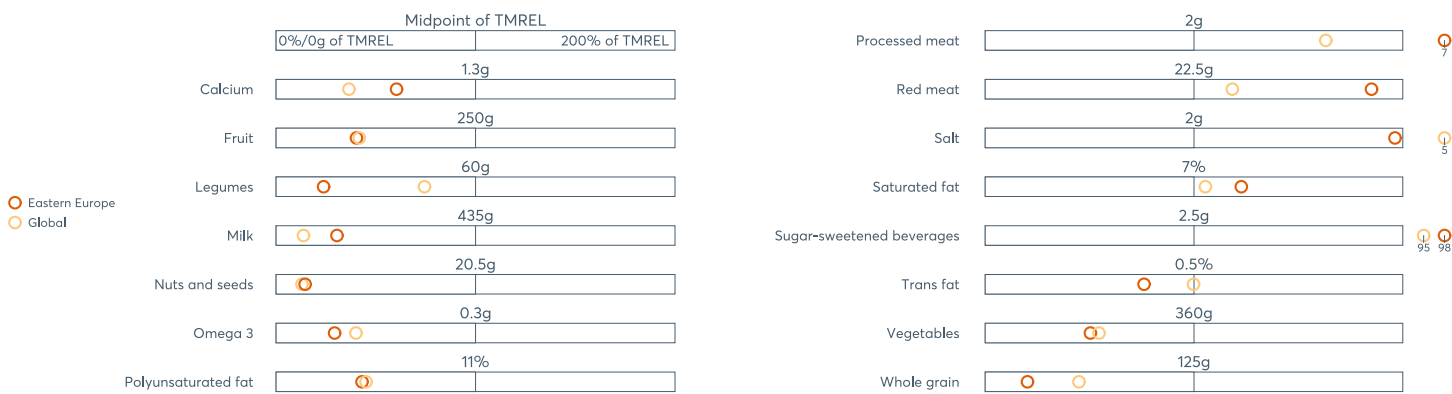 Midpoint of TMREL
0%/0g of TMREL 200% of TMREL
1.3g
Calcium
250g
Fruit
60g
Legumes
435g
Milk
20.5g
Nuts and seeds
0.3g
Omega 3
11%
Polyunsaturated fat
Eastern Europe
Global
2g
Processed meat
7
22.5g
Red meat
2g
Salt
5
7%
Saturated fat
2.5g
Sugar-sweetened beverages
95 98
0.5%
Trans fat
360g
Vegetables
125g
Whole grain